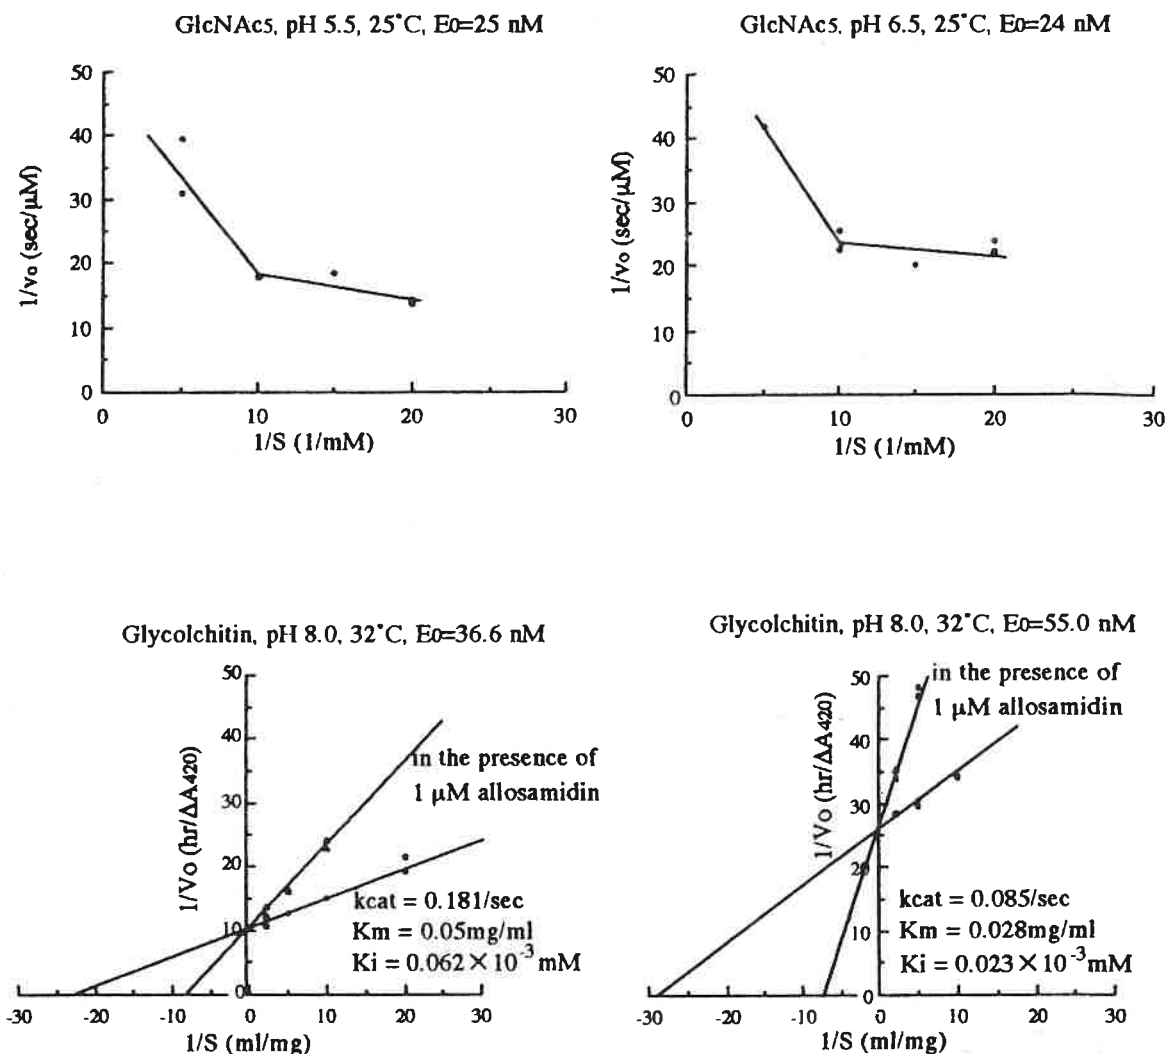 GlcNAc5, pH 5.5, 25°C, E0=25 nM
50
40
30
20
10
0
1/v0 (sec/μM)
0 10 20 30
1/S (1/mM)
GlcNAc5, pH 6.5, 25°C, E0=24 nM
50
40
30
20
10
0
1/v0 (sec/μM)
0 10 20 30
1/S (1/mM)
Glycolchitin, pH 8.0, 32°C, E0=36.6 nM
50
40
30
20
10
0
1/Vo (hr/ΔA420)
in the presence of
1 μM allosamidin
kcat = 0.181/sec
Km = 0.05mg/ml
Ki = 0.062×10⁻³ mM
-30 -20 -10 0 10 20 30
1/S (ml/mg)
Glycolchitin, pH 8.0, 32°C, E0=55.0 nM
50
40
30
20
10
0
1/Vo (hr/ΔA420)
in the presence of
1 μM allosamidin
kcat = 0.085/sec
Km = 0.028mg/ml
Ki = 0.023×10⁻³mM
-30 -20 -10 0 10 20 30
1/S (ml/mg)